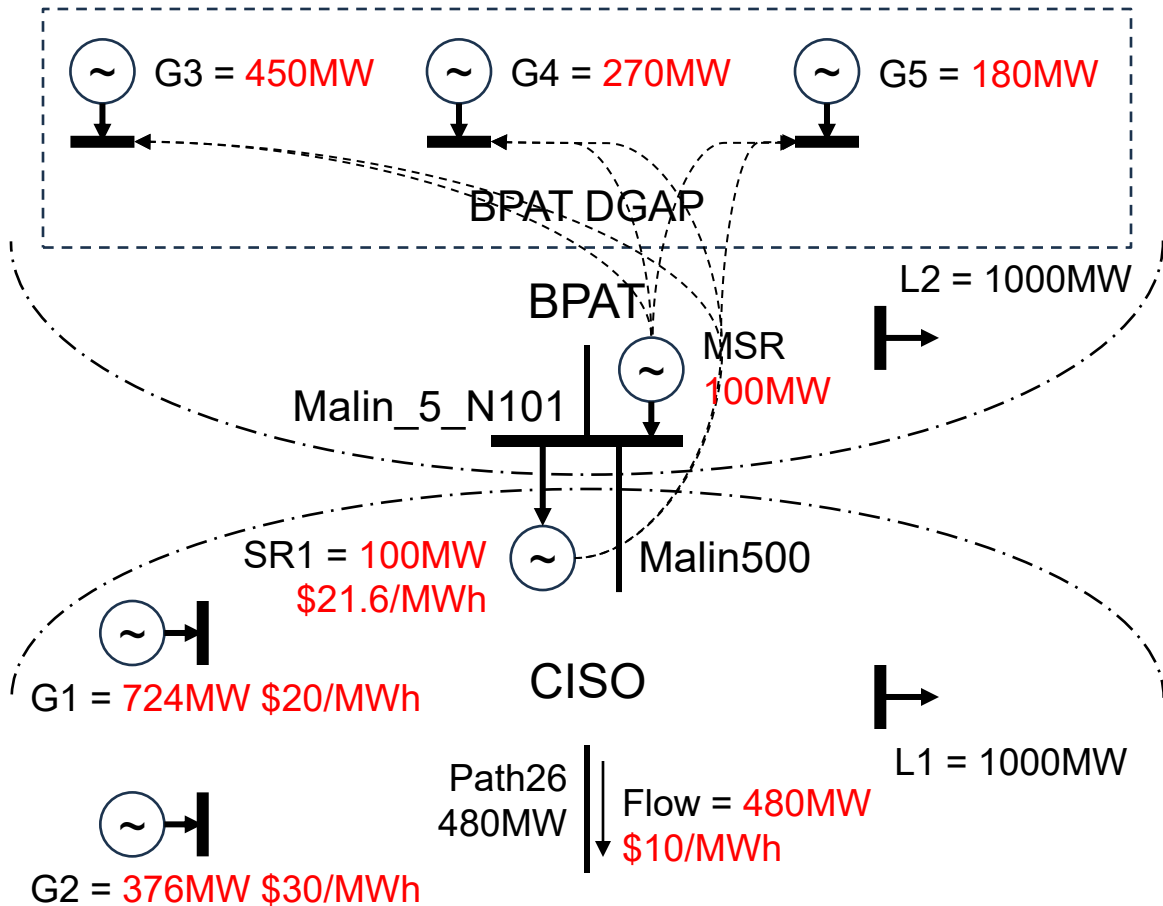 G3 = 450MW
G4 = 270MW
G5 = 180MW
BPAT DGAP
L2 = 1000MW
BPAT
MSR
100MW
Malin_5_N101
SR1 = 100MW
$21.6/MWh
Malin500
G1 = 724MW $20/MWh
CISO
L1 = 1000MW
Path26
480MW
Flow = 480MW
$10/MWh
G2 = 376MW $30/MWh